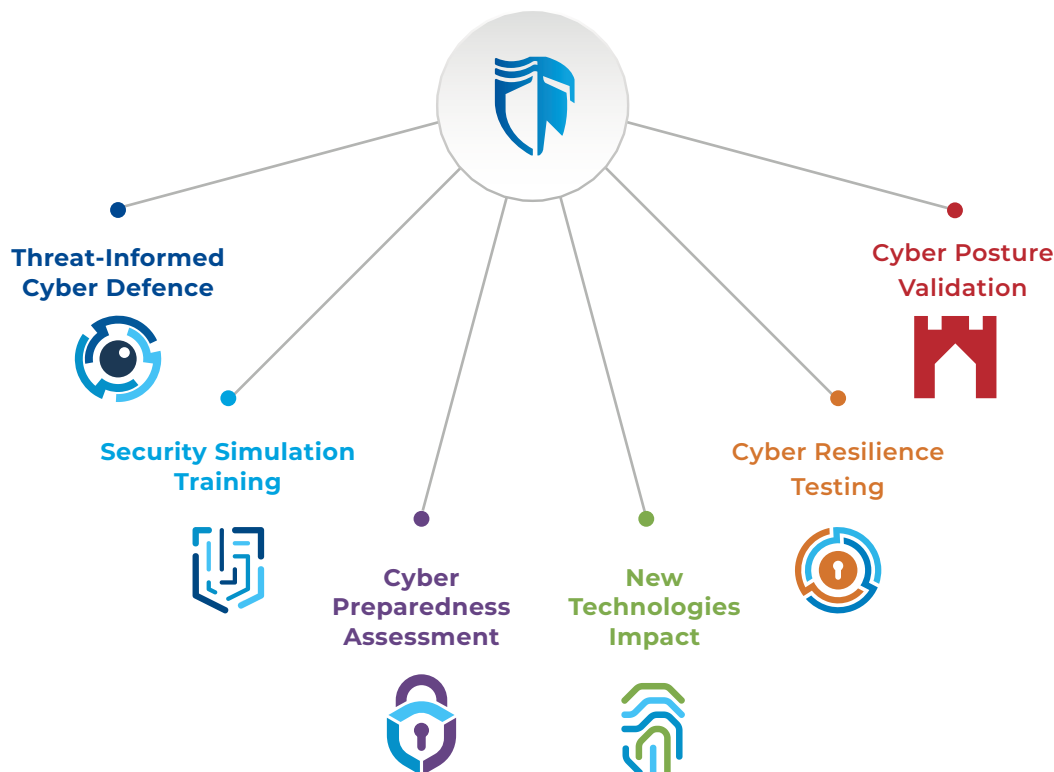 Threat-Informed
Cyber Defence
Cyber Posture
Validation
Security Simulation
Training
Cyber Resilience
Testing
Cyber
Preparedness
Assessment
New
Technologies
Impact